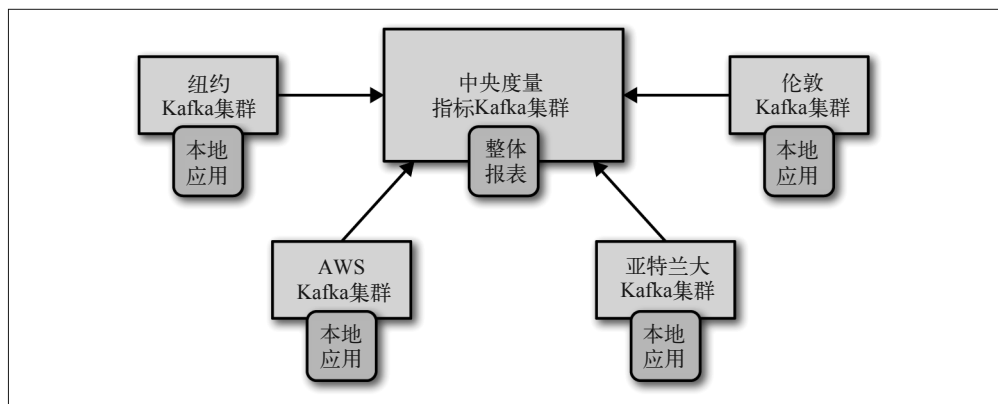 纽约
Kafka集群
本地
应用
中央度量
指标Kafka集群
整体
报表
伦敦
Kafka集群
本地
应用
AWS
Kafka集群
本地
应用
亚特兰大
Kafka集群
本地
应用